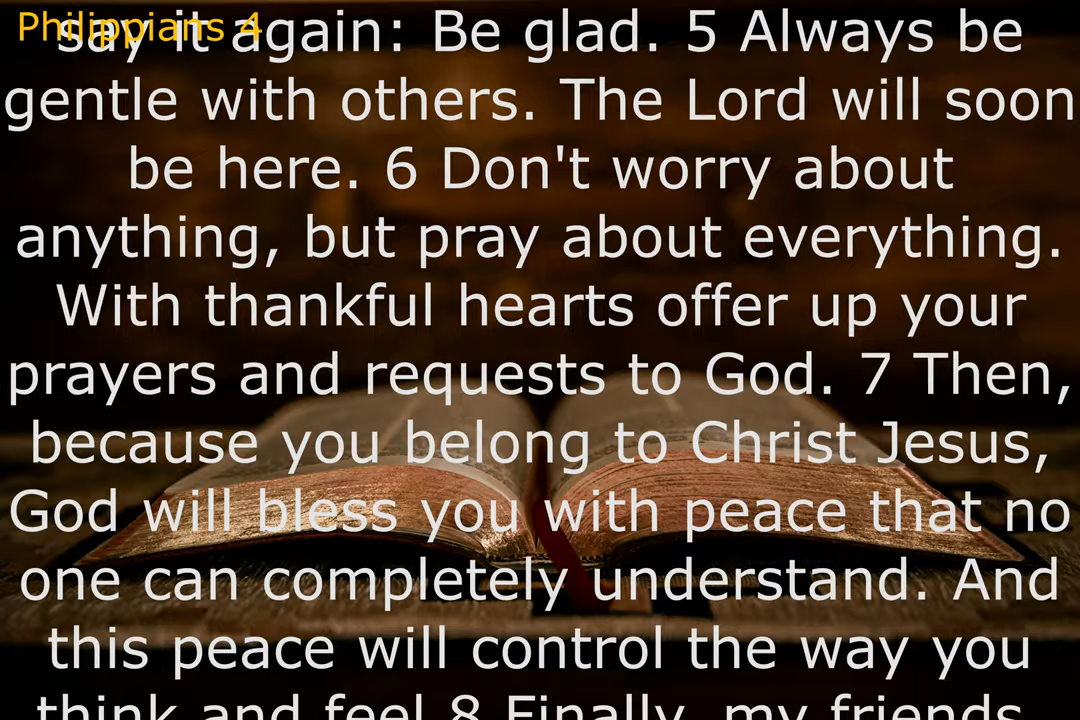 Philippians 4
say it again: Be glad. 5 Always be
gentle with others. The Lord will soon
be here. 6 Don't worry about
anything, but pray about everything.
With thankful hearts offer up your
prayers and requests to God. 7 Then,
because you belong to Christ Jesus,
God will bless you with peace that no
one can completely understand. And
this peace will control the way you
think and feel 8 Finally, my friends,